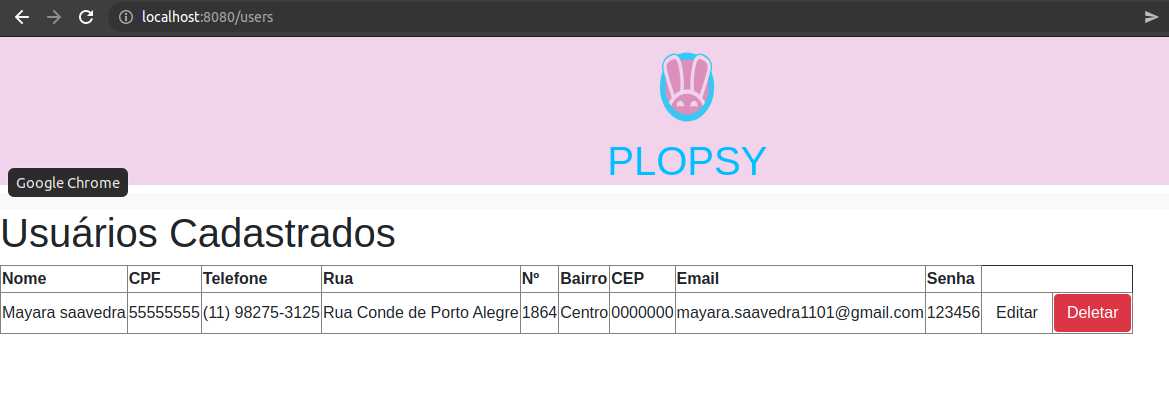 localhost:8080/users
PLOPSY
Google Chrome
Usuários Cadastrados
Nome CPF Telefone Rua Nº Bairro CEP Email Senha
Mayara saavedra 55555555 (11) 98275-3125 Rua Conde de Porto Alegre 1864 Centro 0000000 mayara.saavedra1101@gmail.com 123456 Editar Deletar